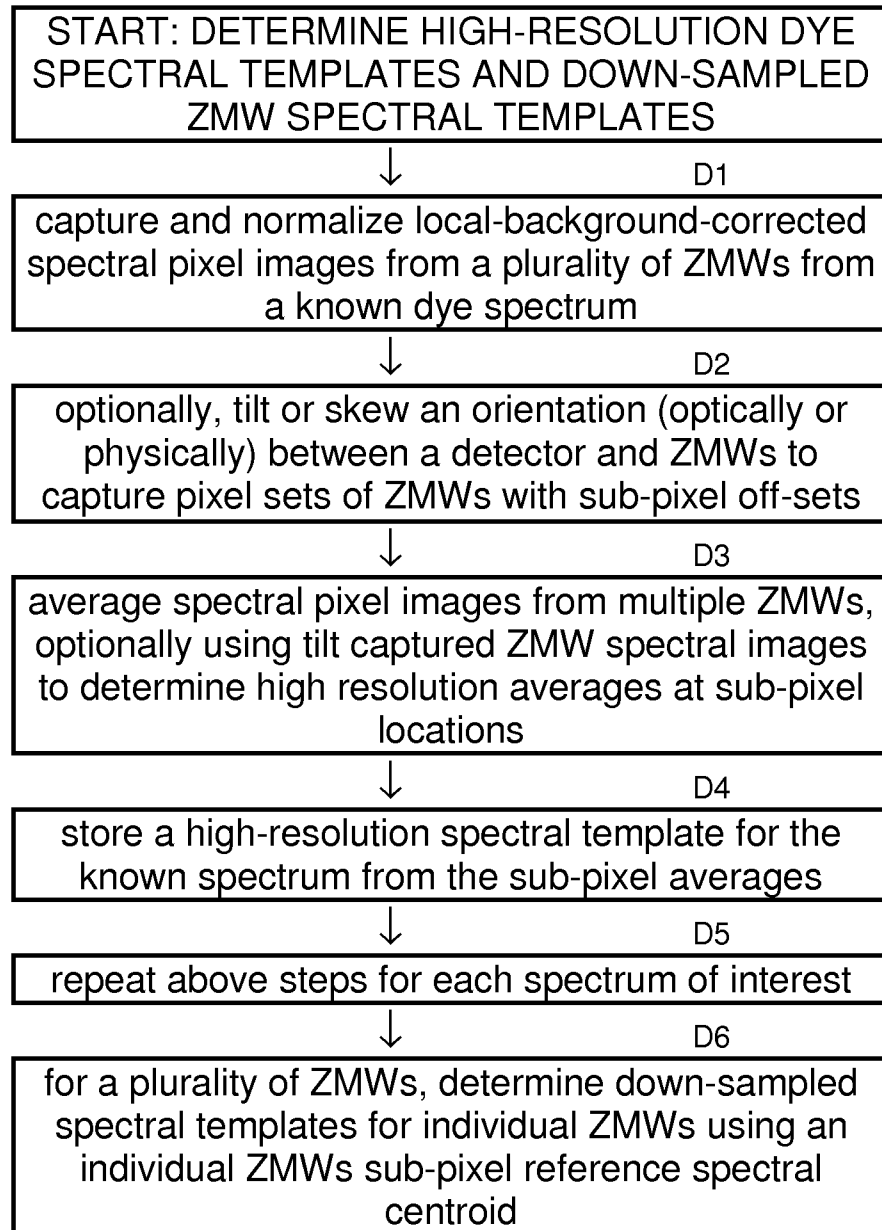 START: DETERMINE HIGH-RESOLUTION DYE
SPECTRAL TEMPLATES AND DOWN-SAMPLED
ZMW SPECTRAL TEMPLATES
↓ D1
capture and normalize local-background-corrected
spectral pixel images from a plurality of ZMWs from
a known dye spectrum
↓ D2
optionally, tilt or skew an orientation (optically or
physically) between a detector and ZMWs to
capture pixel sets of ZMWs with sub-pixel off-sets
↓ D3
average spectral pixel images from multiple ZMWs,
optionally using tilt captured ZMW spectral images
to determine high resolution averages at sub-pixel
locations
↓ D4
store a high-resolution spectral template for the
known spectrum from the sub-pixel averages
↓ D5
repeat above steps for each spectrum of interest
↓ D6
for a plurality of ZMWs, determine down-sampled
spectral templates for individual ZMWs using an
individual ZMWs sub-pixel reference spectral
centroid